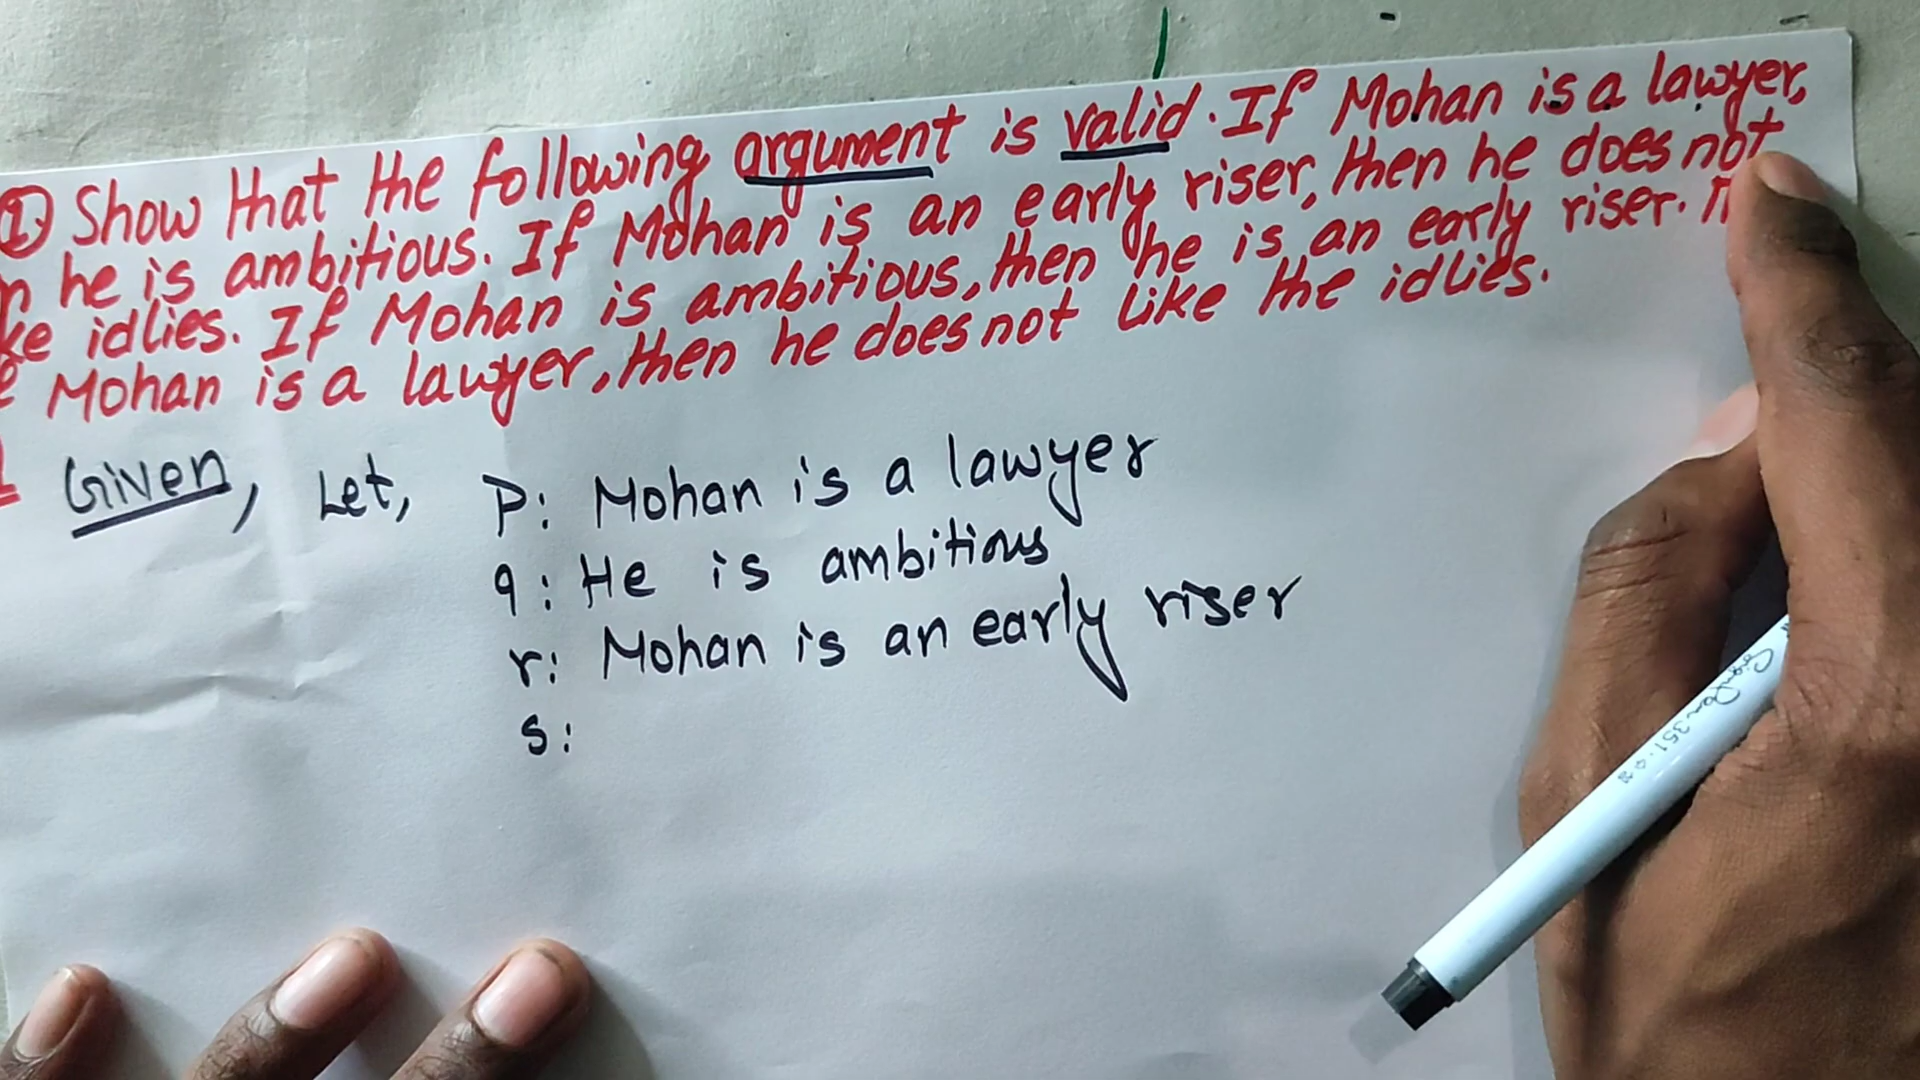 ① Show that the following argument is valid. If Mohan is a lawyer,
n he is ambitious. If Mohan is an early riser, then he does not
ke idlies. If Mohan is ambitious, then he is an early riser.
e Mohan is a lawyer, then he does not like the idlies.
Given, Let, P: Mohan is a lawyer
q: He is ambitious
r: Mohan is an early riser
s: